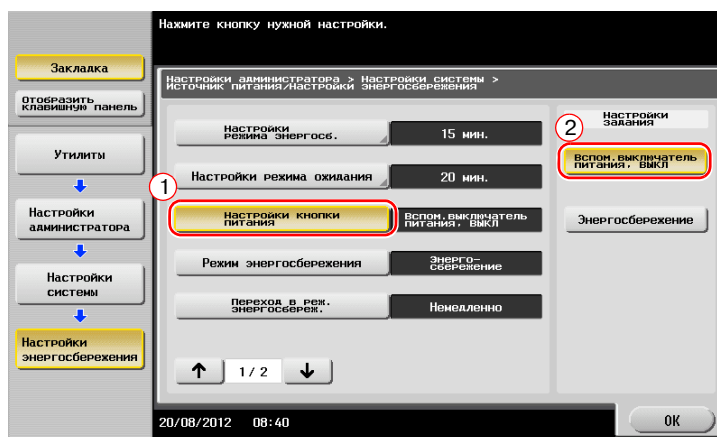 Нажмите кнопку нужной настройки.
Закладка
Отобразить
клавишную панель
Утилиты
Настройки
администратора
Настройки
системы
Настройки
энергосбережения
Настройки администратора > Настройки системы >
Источник питания/Настройки энергосбережения
Настройки
режима энергосб.
15 мин.
Настройки режима ожидания
20 мин.
1
Настройки кнопки
питания
Вспом.выключатель
питания, ВЫКЛ
Режим энергосбережения
Энерго-
сбережение
Переход в реж.
энергосбереж.
Немедленно
↑ 1/ 2 ↓
Настройки
задания
2
Вспом.выключатель
питания, ВЫКЛ
Энергосбережение
20/08/2012 08:40
OK